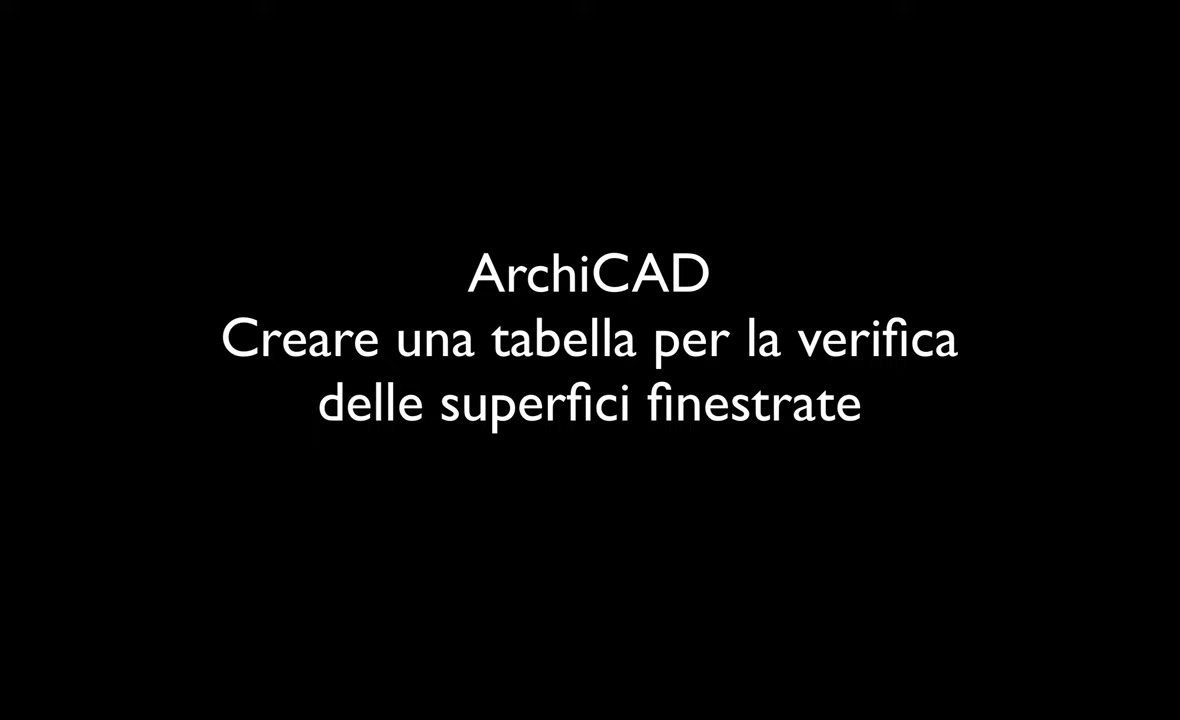 ArchiCAD
Creare una tabella per la verifica
delle superfici finestrate